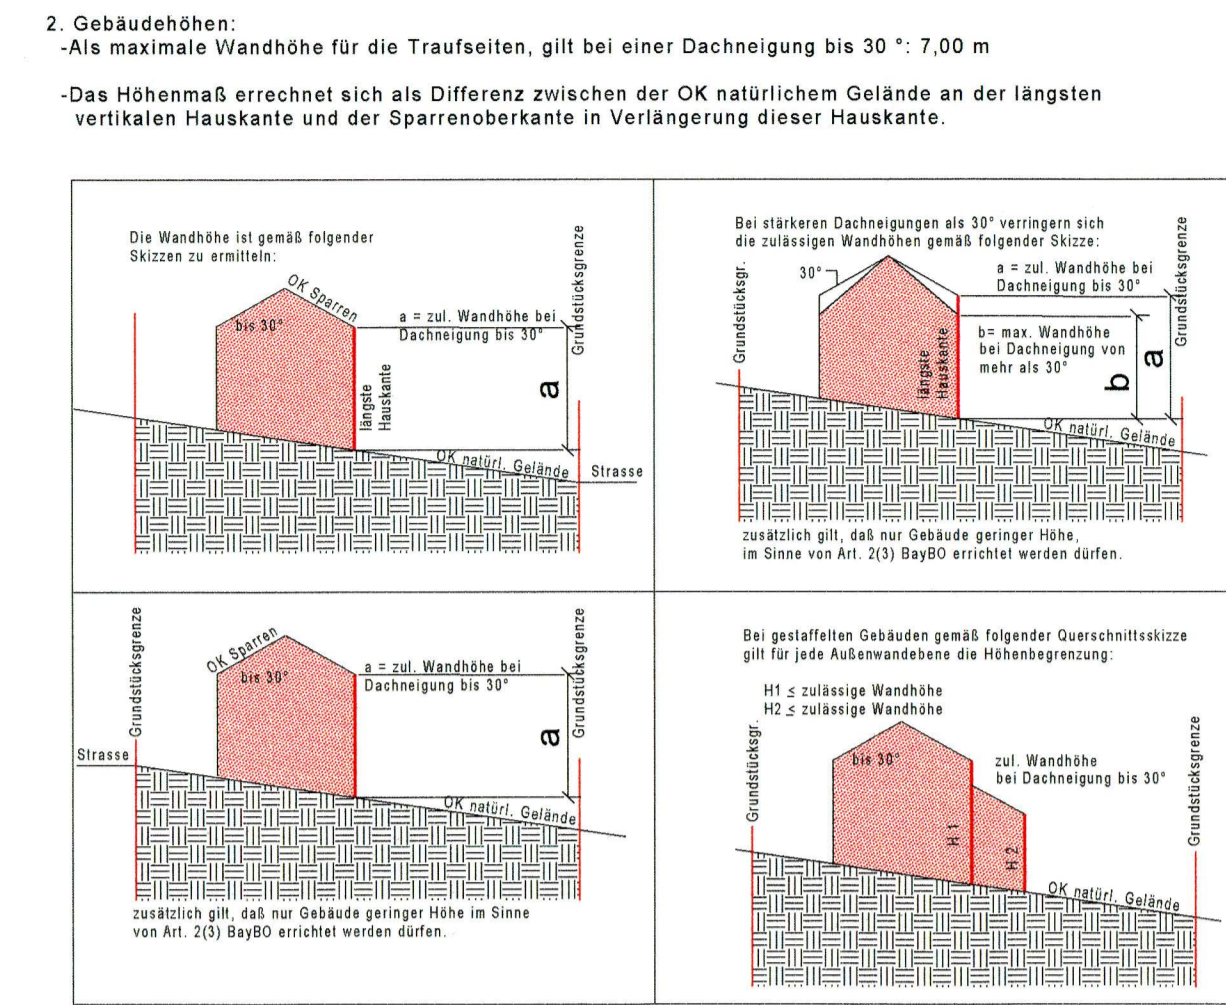 2. Gebäudehöhen:
-Als maximale Wandhöhe für die Traufseiten, gilt bei einer Dachneigung bis 30 °: 7,00 m
-Das Höhenmaß errechnet sich als Differenz zwischen der OK natürlichem Gelände an der längsten
vertikalen Hauskante und der Sparrenoberkante in Verlängerung dieser Hauskante.
Die Wandhöhe ist gemäß folgender
Skizzen zu ermitteln:
OK Sparren
bis 30°
a = zul. Wandhöhe bei
Dachneigung bis 30°
längste
Hauskante
a
Grundstücksgrenze
OK natürl. Gelände
Strasse
Bei stärkeren Dachneigungen als 30° verringern sich
die zulässigen Wandhöhen gemäß folgender Skizze:
Grundstücksgr.
30°
a = zul. Wandhöhe bei
Dachneigung bis 30°
b= max. Wandhöhe
bei Dachneigung von
mehr als 30°
längste
Hauskante
b
a
Grundstücksgrenze
OK natürl. Gelände
zusätzlich gilt, daß nur Gebäude geringer Höhe,
im Sinne von Art. 2(3) BayBO errichtet werden dürfen.
Grundstücksgrenze
OK Sparren
bis 30°
a = zul. Wandhöhe bei
Dachneigung bis 30°
a
Grundstücksgrenze
Strasse
OK natürl. Gelände
zusätzlich gilt, daß nur Gebäude geringer Höhe im Sinne
von Art. 2(3) BayBO errichtet werden dürfen.
Bei gestaffelten Gebäuden gemäß folgender Querschnittsskizze
gilt für jede Außenwandebene die Höhenbegrenzung:
H1 ≤ zulässige Wandhöhe
H2 ≤ zulässige Wandhöhe
Grundstücksgr.
bis 30°
zul. Wandhöhe
bei Dachneigung bis 30°
H 1
H 2
Grundstücksgrenze
OK natürl. Gelände